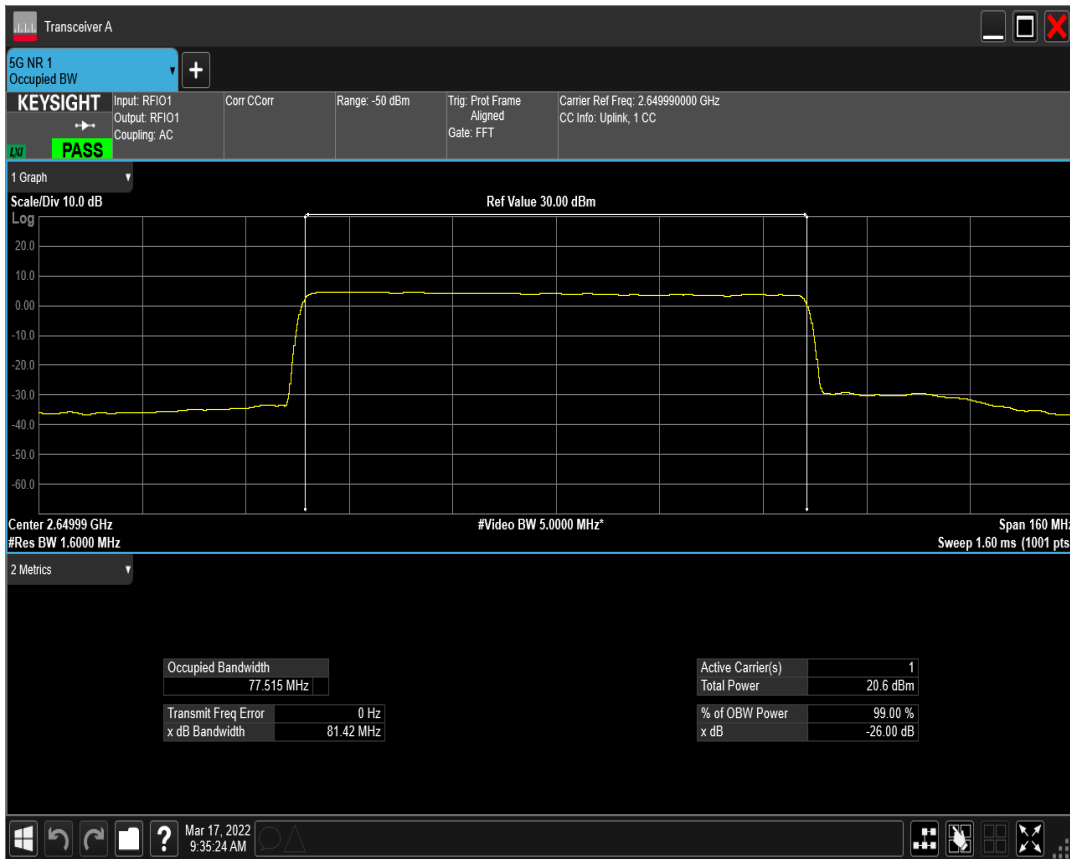 Transceiver A
5G NR 1
Occupied BW
KEYSIGHT
LXI
PASS
Input: RFIO1
Output: RFIO1
Coupling: AC
Corr CCorr
Range: -50 dBm
Trig: Prot Frame
Aligned
Gate: FFT
Carrier Ref Freq: 2.649990000 GHz
CC Info: Uplink, 1 CC
1 Graph
Scale/Div 10.0 dB
Ref Value 30.00 dBm
Log
20.0
10.0
0.00
-10.0
-20.0
-30.0
-40.0
-50.0
-60.0
Center 2.64999 GHz
#Video BW 5.0000 MHz*
Span 160 MHz
#Res BW 1.6000 MHz
Sweep 1.60 ms (1001 pts
2 Metrics
Occupied Bandwidth
77.515 MHz
Transmit Freq Error 0 Hz
x dB Bandwidth 81.42 MHz
Active Carrier(s) 1
Total Power 20.6 dBm
% of OBW Power 99.00 %
x dB -26.00 dB
?
Mar 17, 2022
9:35:24 AM